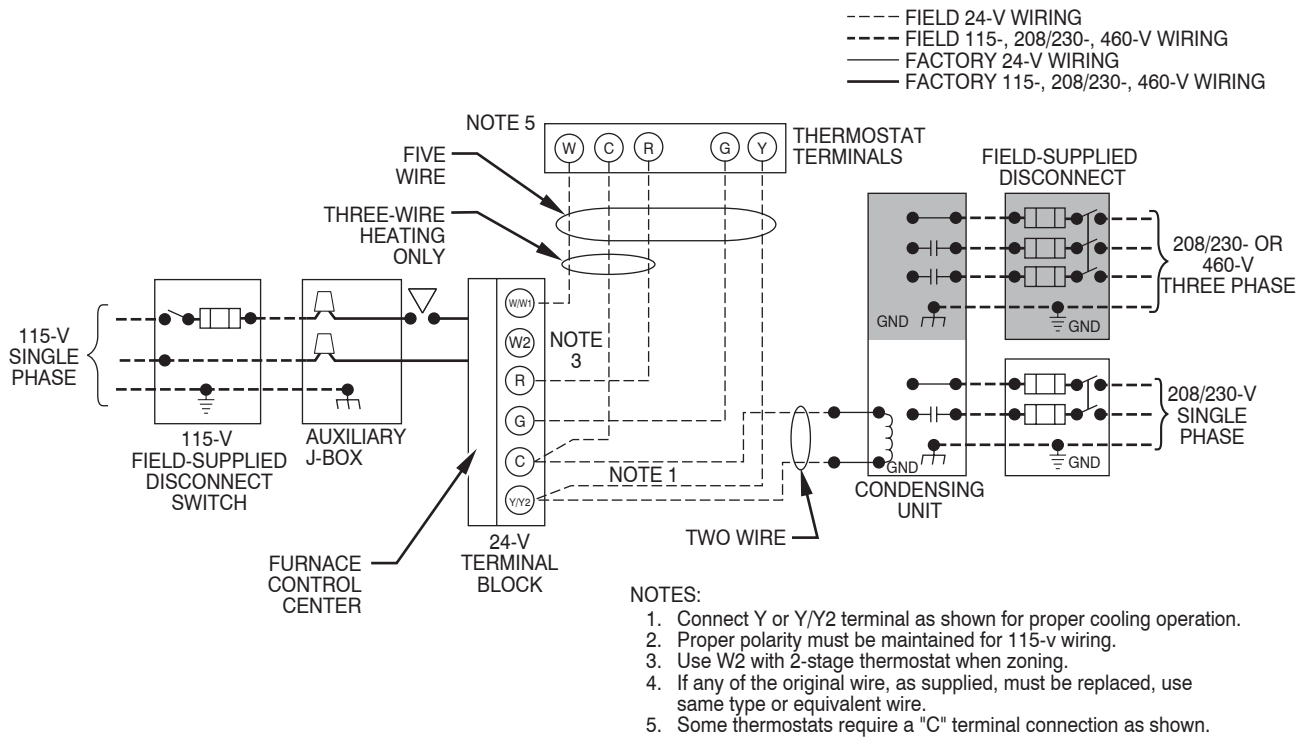 FIELD 24-V WIRING
FIELD 115-, 208/230-, 460-V WIRING
FACTORY 24-V WIRING
FACTORY 115-, 208/230-, 460-V WIRING
NOTE 5
W
C
R
G
Y
THERMOSTAT
TERMINALS
FIVE
WIRE
THREE-WIRE
HEATING
ONLY
FIELD-SUPPLIED
DISCONNECT
208/230- OR
460-V
THREE PHASE
GND
GND
115-V
SINGLE
PHASE
W/W1
W2
R
G
C
Y/Y2
NOTE
3
NOTE 1
208/230-V
SINGLE
PHASE
GND
GND
115-V
FIELD-SUPPLIED
DISCONNECT
SWITCH
AUXILIARY
J-BOX
CONDENSING
UNIT
TWO WIRE
24-V
TERMINAL
BLOCK
FURNACE
CONTROL
CENTER
NOTES:
1. Connect Y or Y/Y2 terminal as shown for proper cooling operation.
2. Proper polarity must be maintained for 115-v wiring.
3. Use W2 with 2-stage thermostat when zoning.
4. If any of the original wire, as supplied, must be replaced, use
same type or equivalent wire.
5. Some thermostats require a "C" terminal connection as shown.